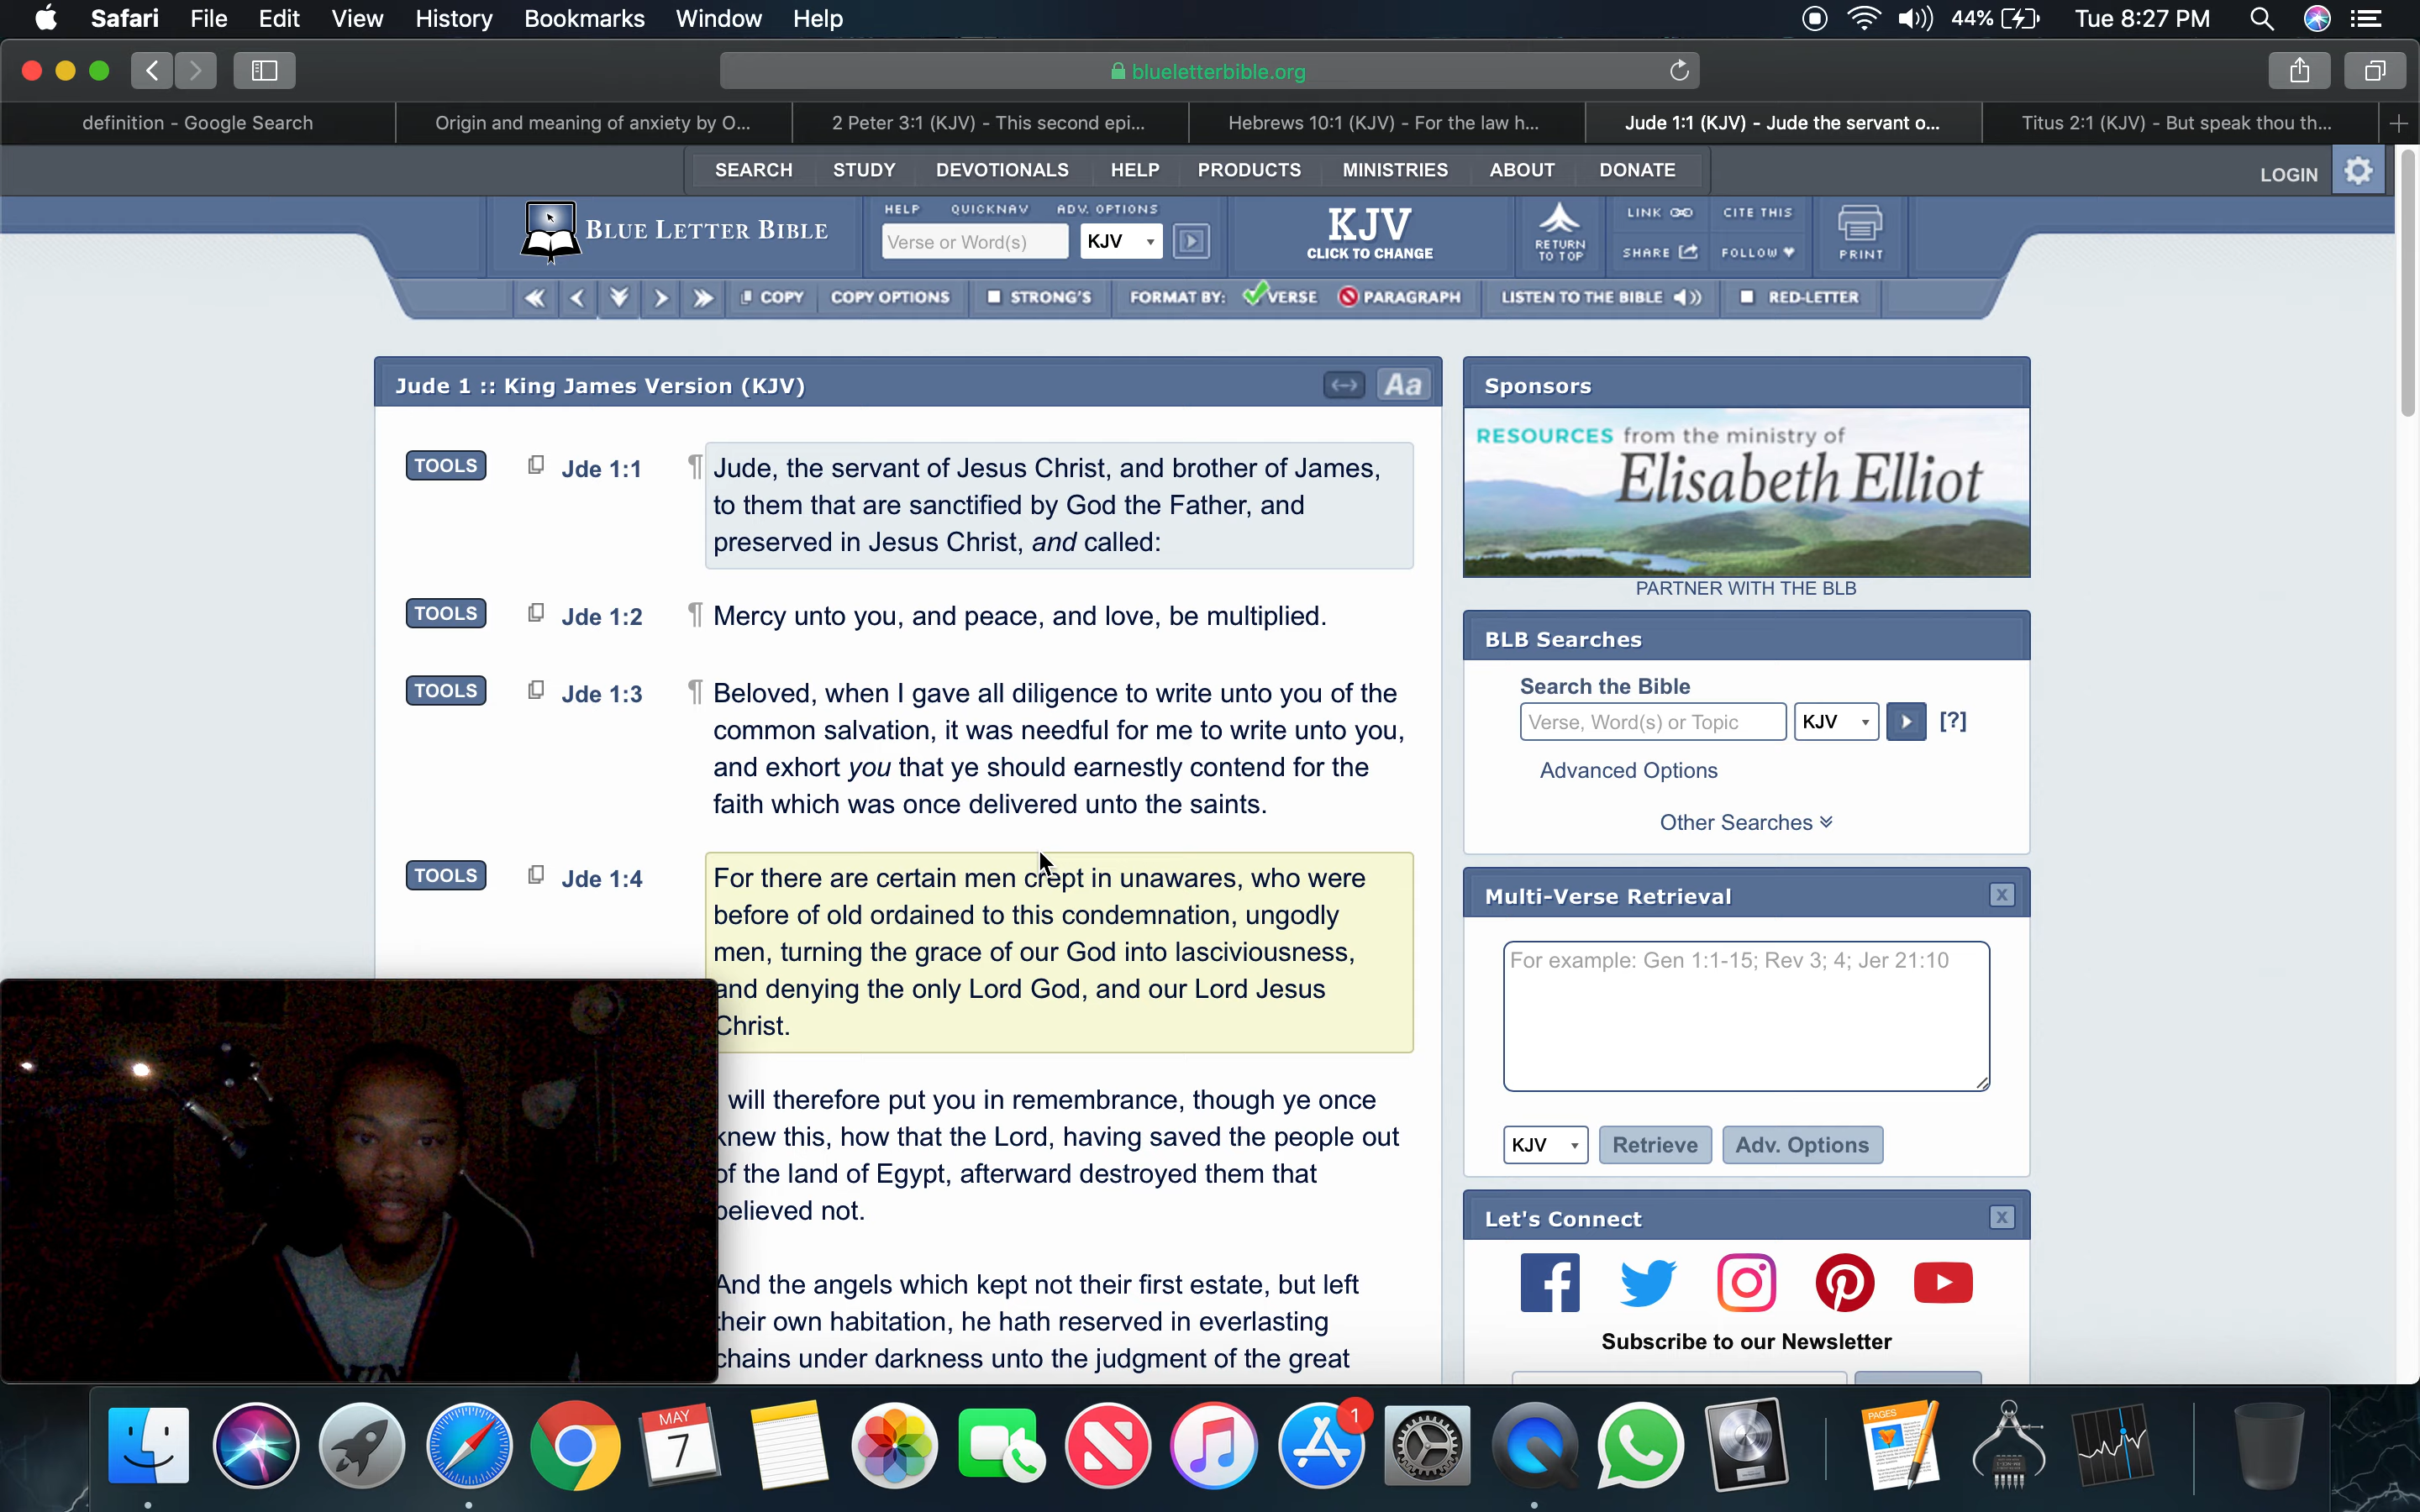 Safari File Edit View History Bookmarks Window Help 44% Tue 8:27 PM
blueletterbible.org
definition - Google Search
Origin and meaning of anxiety by O...
2 Peter 3:1 (KJV) - This second epi...
Hebrews 10:1 (KJV) - For the law h...
Jude 1:1 (KJV) - Jude the servant o...
Titus 2:1 (KJV) - But speak thou th...
SEARCH STUDY DEVOTIONALS HELP PRODUCTS MINISTRIES ABOUT DONATE
LOGIN
BLUE LETTER BIBLE
HELP QUICKNAV ADV. OPTIONS
Verse or Word(s) KJV
KJV
CLICK TO CHANGE
RETURN
TO TOP
LINK CITE THIS
SHARE FOLLOW
PRINT
COPY COPY OPTIONS STRONG'S FORMAT BY: VERSE PARAGRAPH LISTEN TO THE BIBLE RED-LETTER
Jude 1 :: King James Version (KJV)
Aa
TOOLS Jde 1:1 ¶ Jude, the servant of Jesus Christ, and brother of James,
to them that are sanctified by God the Father, and
preserved in Jesus Christ, and called:
TOOLS Jde 1:2 ¶ Mercy unto you, and peace, and love, be multiplied.
TOOLS Jde 1:3 ¶ Beloved, when I gave all diligence to write unto you of the
common salvation, it was needful for me to write unto you,
and exhort you that ye should earnestly contend for the
faith which was once delivered unto the saints.
TOOLS Jde 1:4 For there are certain men crept in unawares, who were
before of old ordained to this condemnation, ungodly
men, turning the grace of our God into lasciviousness,
and denying the only Lord God, and our Lord Jesus
Christ.
will therefore put you in remembrance, though ye once
knew this, how that the Lord, having saved the people out
of the land of Egypt, afterward destroyed them that
believed not.
And the angels which kept not their first estate, but left
their own habitation, he hath reserved in everlasting
chains under darkness unto the judgment of the great
Sponsors
RESOURCES from the ministry of
Elisabeth Elliot
PARTNER WITH THE BLB
BLB Searches
Search the Bible
Verse, Word(s) or Topic KJV [?]
Advanced Options
Other Searches
Multi-Verse Retrieval
X
For example: Gen 1:1-15; Rev 3; 4; Jer 21:10
KJV Retrieve Adv. Options
Let's Connect
X
Subscribe to our Newsletter
MAY
7
1
PAGES